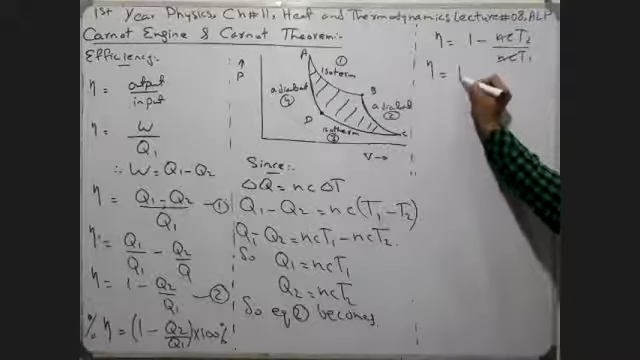 1st Year Physics, Ch#11, Heat and Thermodynamics Lecture#08, ALP
Carnot Engine & Carnot Theorem:-
Efficiency:-
η = output/input
η = W/Q₁
∴ W = Q₁ - Q₂
η = Q₁ - Q₂/Q₁ — ①
η = Q₁/Q₁ - Q₂/Q
η = 1 - Q₂/Q₁ — ②
% η = (1 - Q₂/Q₁) × 100%
↑ P
A
①
isoterm
B
adiabat ④
adiabat ②
D
isotherm ③
C
V →
Since:-
ΔQ = ncΔT
Q₁ - Q₂ = nc(T₁ - T₂)
Q₁ - Q₂ = ncT₁ - ncT₂.
So Q₁ = ncT₁
Q₂ = ncT₂
So eq ② becomes
η = 1 - ncT₂/ncT₁
η = 1